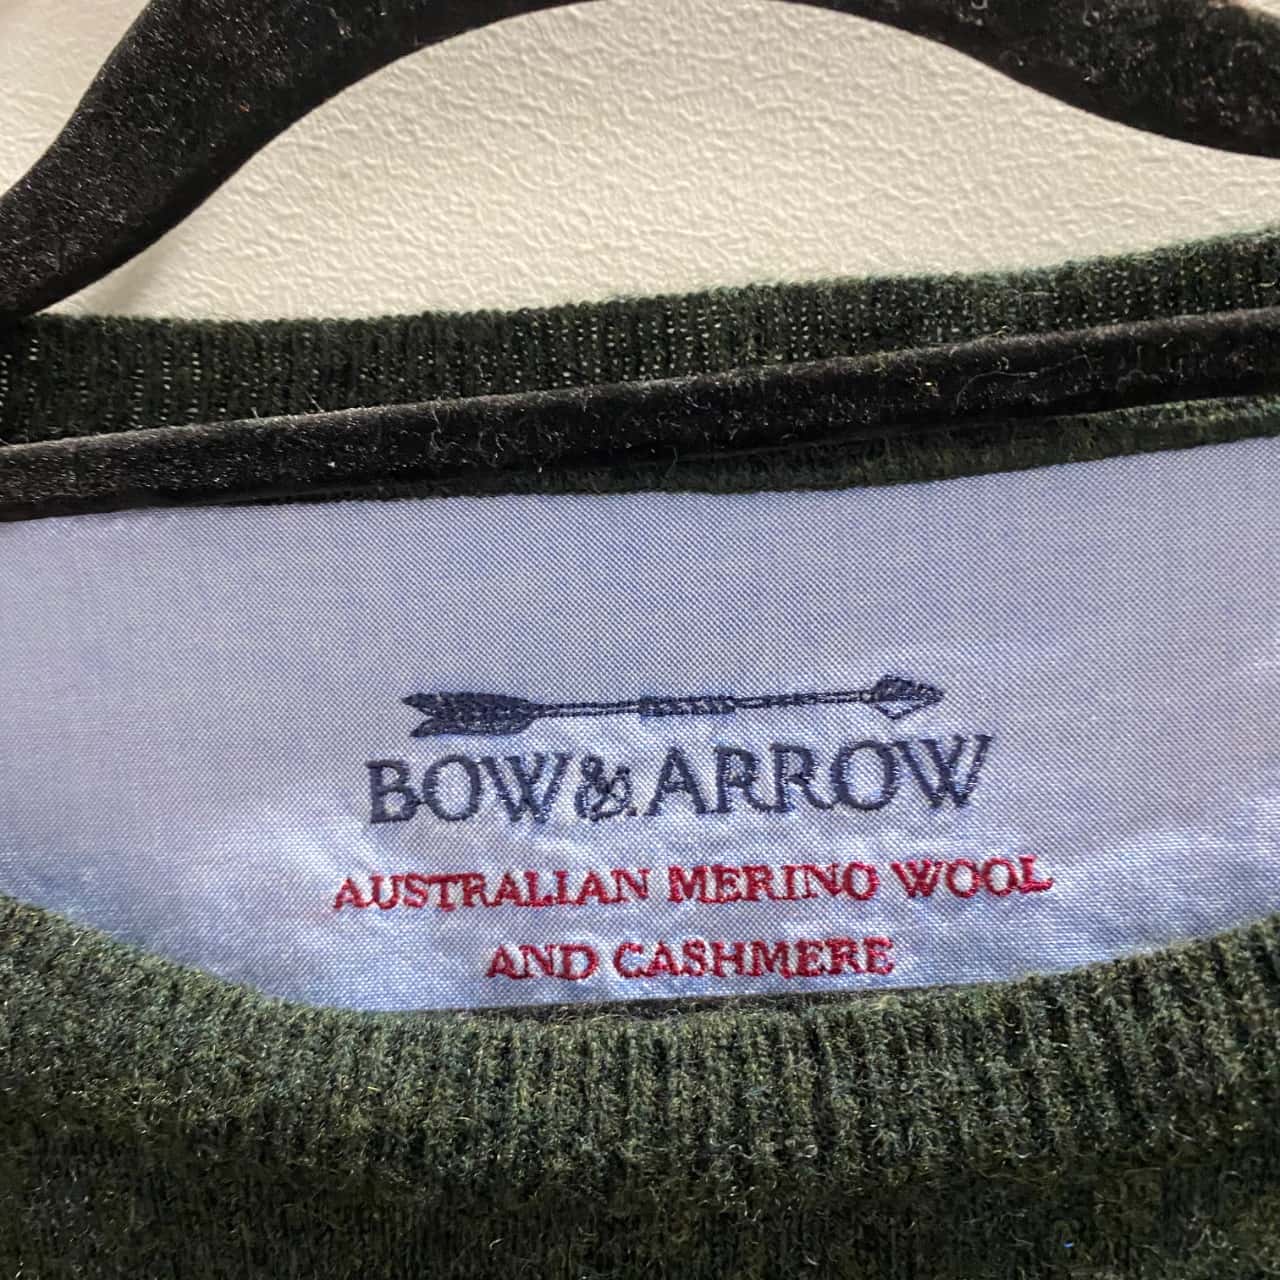 BOW & ARROW
AUSTRALIAN MERINO WOOL
AND CASHMERE